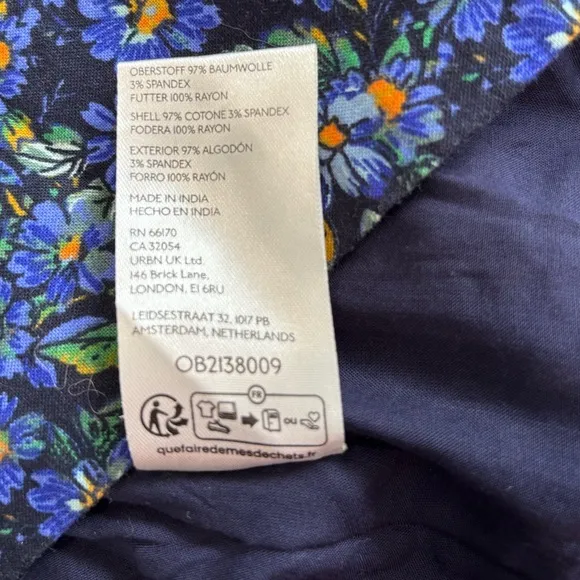 OBERSTOFF 97% BAUMWOLLE
3% SPANDEX
FUTTER 100% RAYON
SHELL 97% COTONE 3% SPANDEX
FODERA 100% RAYON
EXTERIOR 97% ALGODÓN
3% SPANDEX
FORRO 100% RAYÓN
MADE IN INDIA
HECHO EN INDIA
RN 66170
CA 32054
URBN UK Ltd.
146 Brick Lane,
LONDON, E1 6RU
LEIDSESTRAAT 32, 1017 PB
AMSTERDAM, NETHERLANDS
OB2138009
FR
OU
quefairedemesdechets.fr